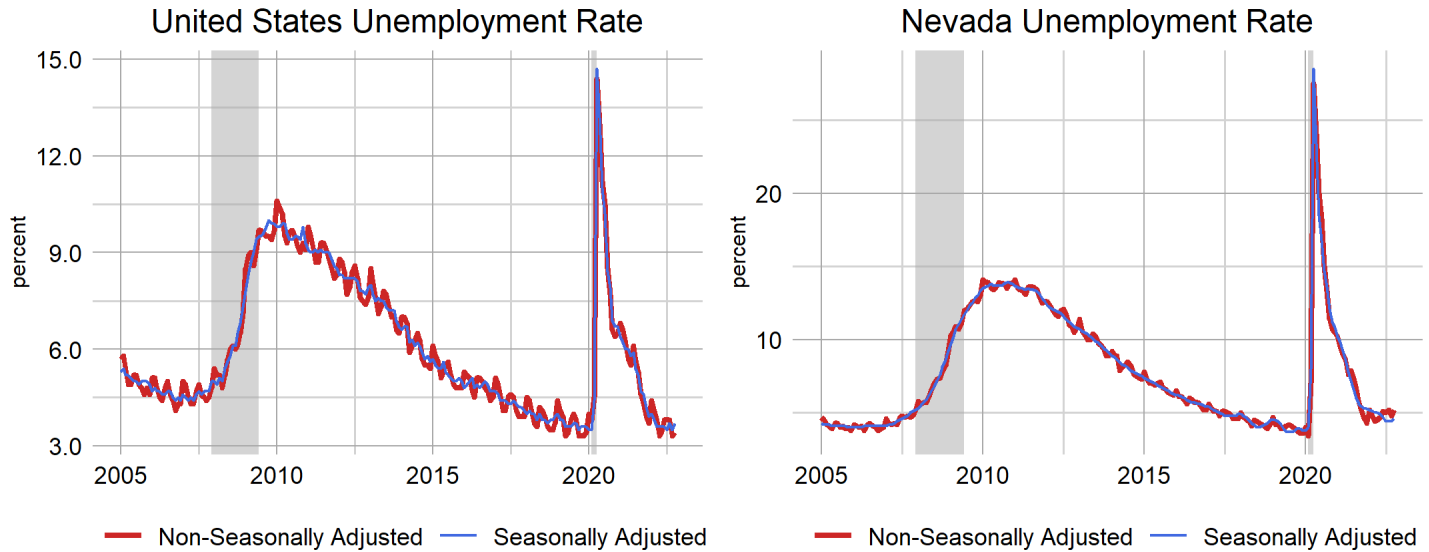 United States Unemployment Rate
15.0
12.0
9.0
6.0
3.0
percent
2005 2010 2015 2020
Non-Seasonally Adjusted Seasonally Adjusted
Nevada Unemployment Rate
20
10
percent
2005 2010 2015 2020
Non-Seasonally Adjusted Seasonally Adjusted